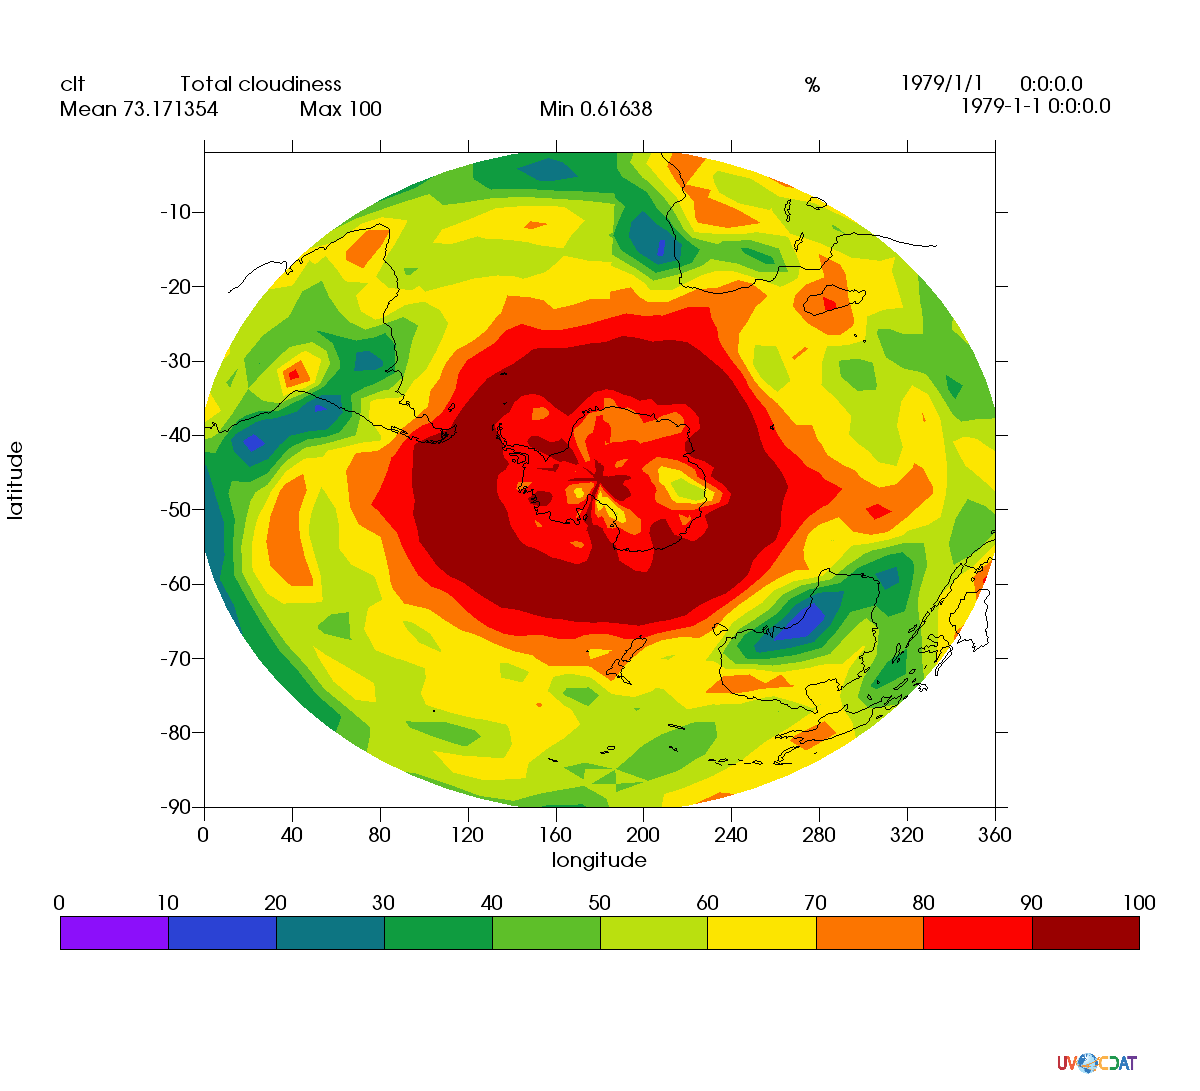 clt Total cloudiness % 1979/1/1 0:0:0.0
Mean 73.171354 Max 100 Min 0.61638 1979-1-1 0:0:0.0
-10
-20
-30
-40
-50
-60
-70
-80
-90
latitude
0 40 80 120 160 200 240 280 320 360
longitude
0 10 20 30 40 50 60 70 80 90 100
UV CDAT